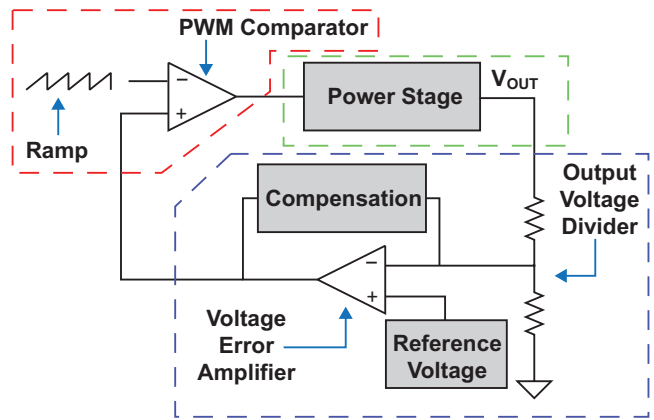 PWM Comparator
Ramp
−
+
Power Stage
VOUT
Output
Voltage
Divider
Compensation
−
+
Voltage
Error
Amplifier
Reference
Voltage